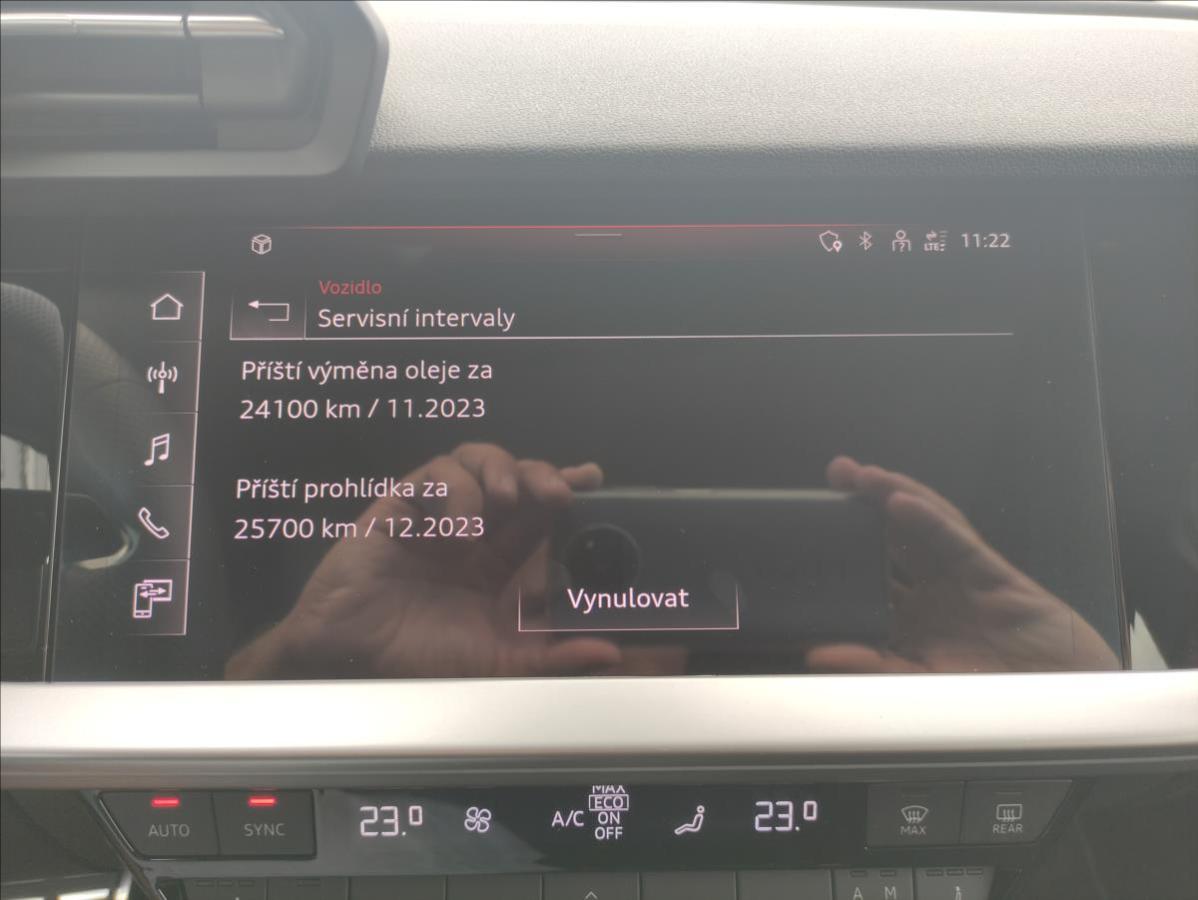 LTE 11:22
Vozidlo
Servisní intervaly
Příští výměna oleje za
24100 km / 11.2023
Příští prohlídka za
25700 km / 12.2023
Vynulovat
AUTO SYNC 23.0 A/C MAX ECO ON OFF 23.0 MAX REAR
A M